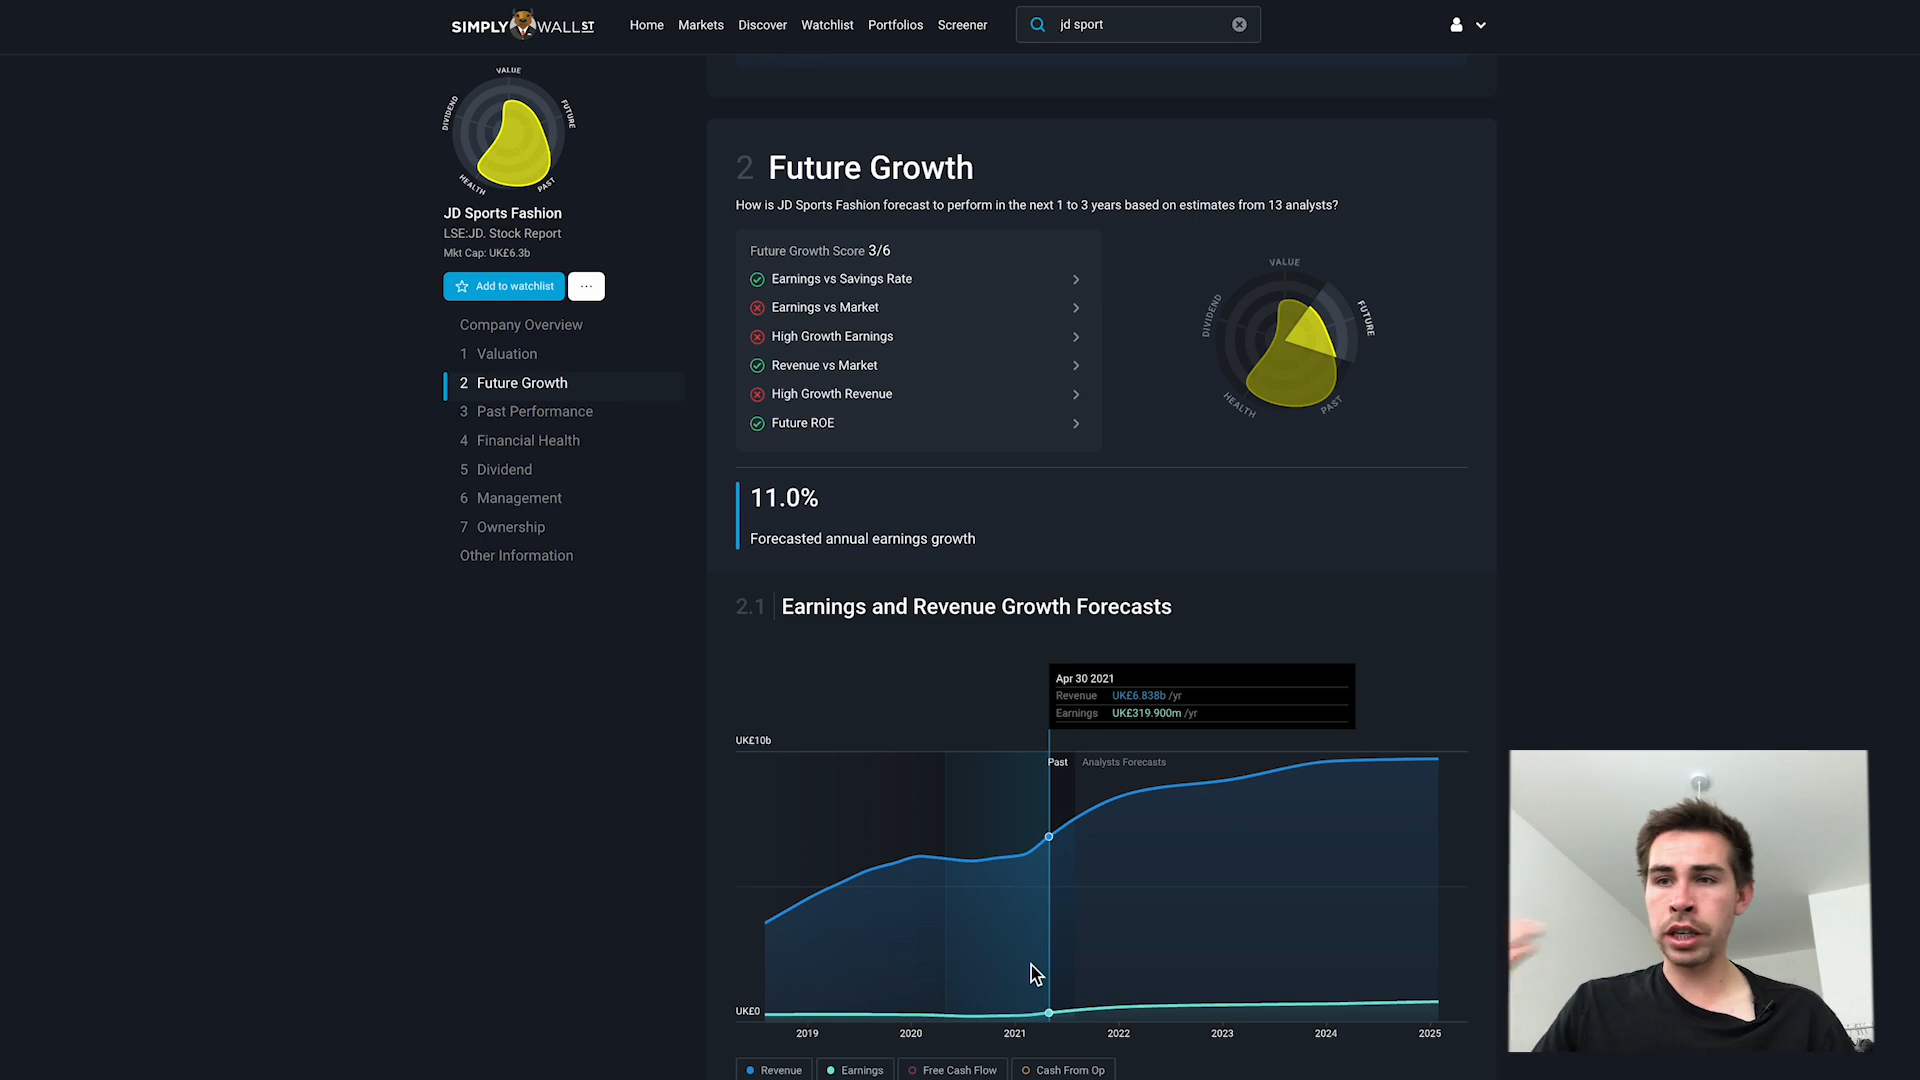 SIMPLY WALL ST
Home Markets Discover Watchlist Portfolios Screener
jd sport
VALUE
FUTURE
PAST
HEALTH
DIVIDEND
JD Sports Fashion
LSE:JD. Stock Report
Mkt Cap: UK£6.3b
Add to watchlist
...
Company Overview
1 Valuation
2 Future Growth
3 Past Performance
4 Financial Health
5 Dividend
6 Management
7 Ownership
Other Information
2 Future Growth
How is JD Sports Fashion forecast to perform in the next 1 to 3 years based on estimates from 13 analysts?
Future Growth Score 3/6
Earnings vs Savings Rate
Earnings vs Market
High Growth Earnings
Revenue vs Market
High Growth Revenue
Future ROE
VALUE
FUTURE
PAST
HEALTH
DIVIDEND
11.0%
Forecasted annual earnings growth
2.1 Earnings and Revenue Growth Forecasts
Apr 30 2021
Revenue UK£6.838b /yr
Earnings UK£319.900m /yr
UK£10b
Past Analysts Forecasts
UK£0
2019 2020 2021 2022 2023 2024 2025
Revenue Earnings Free Cash Flow Cash From Op